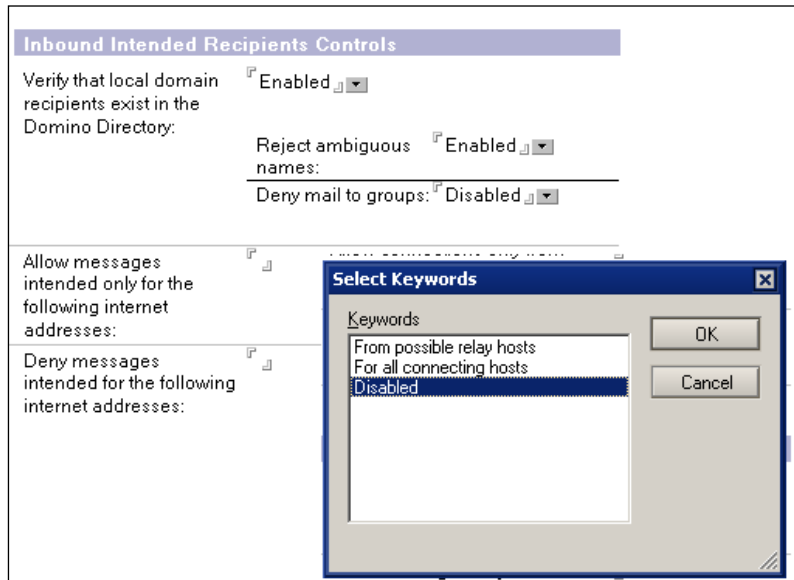 Inbound Intended Recipients Controls
Verify that local domain
recipients exist in the
Domino Directory:
Enabled
Reject ambiguous
names:
Enabled
Deny mail to groups:
Disabled
Allow messages
intended only for the
following internet
addresses:
Deny messages
intended for the following
internet addresses:
Select Keywords
Keywords
From possible relay hosts
For all connecting hosts
Disabled
OK
Cancel